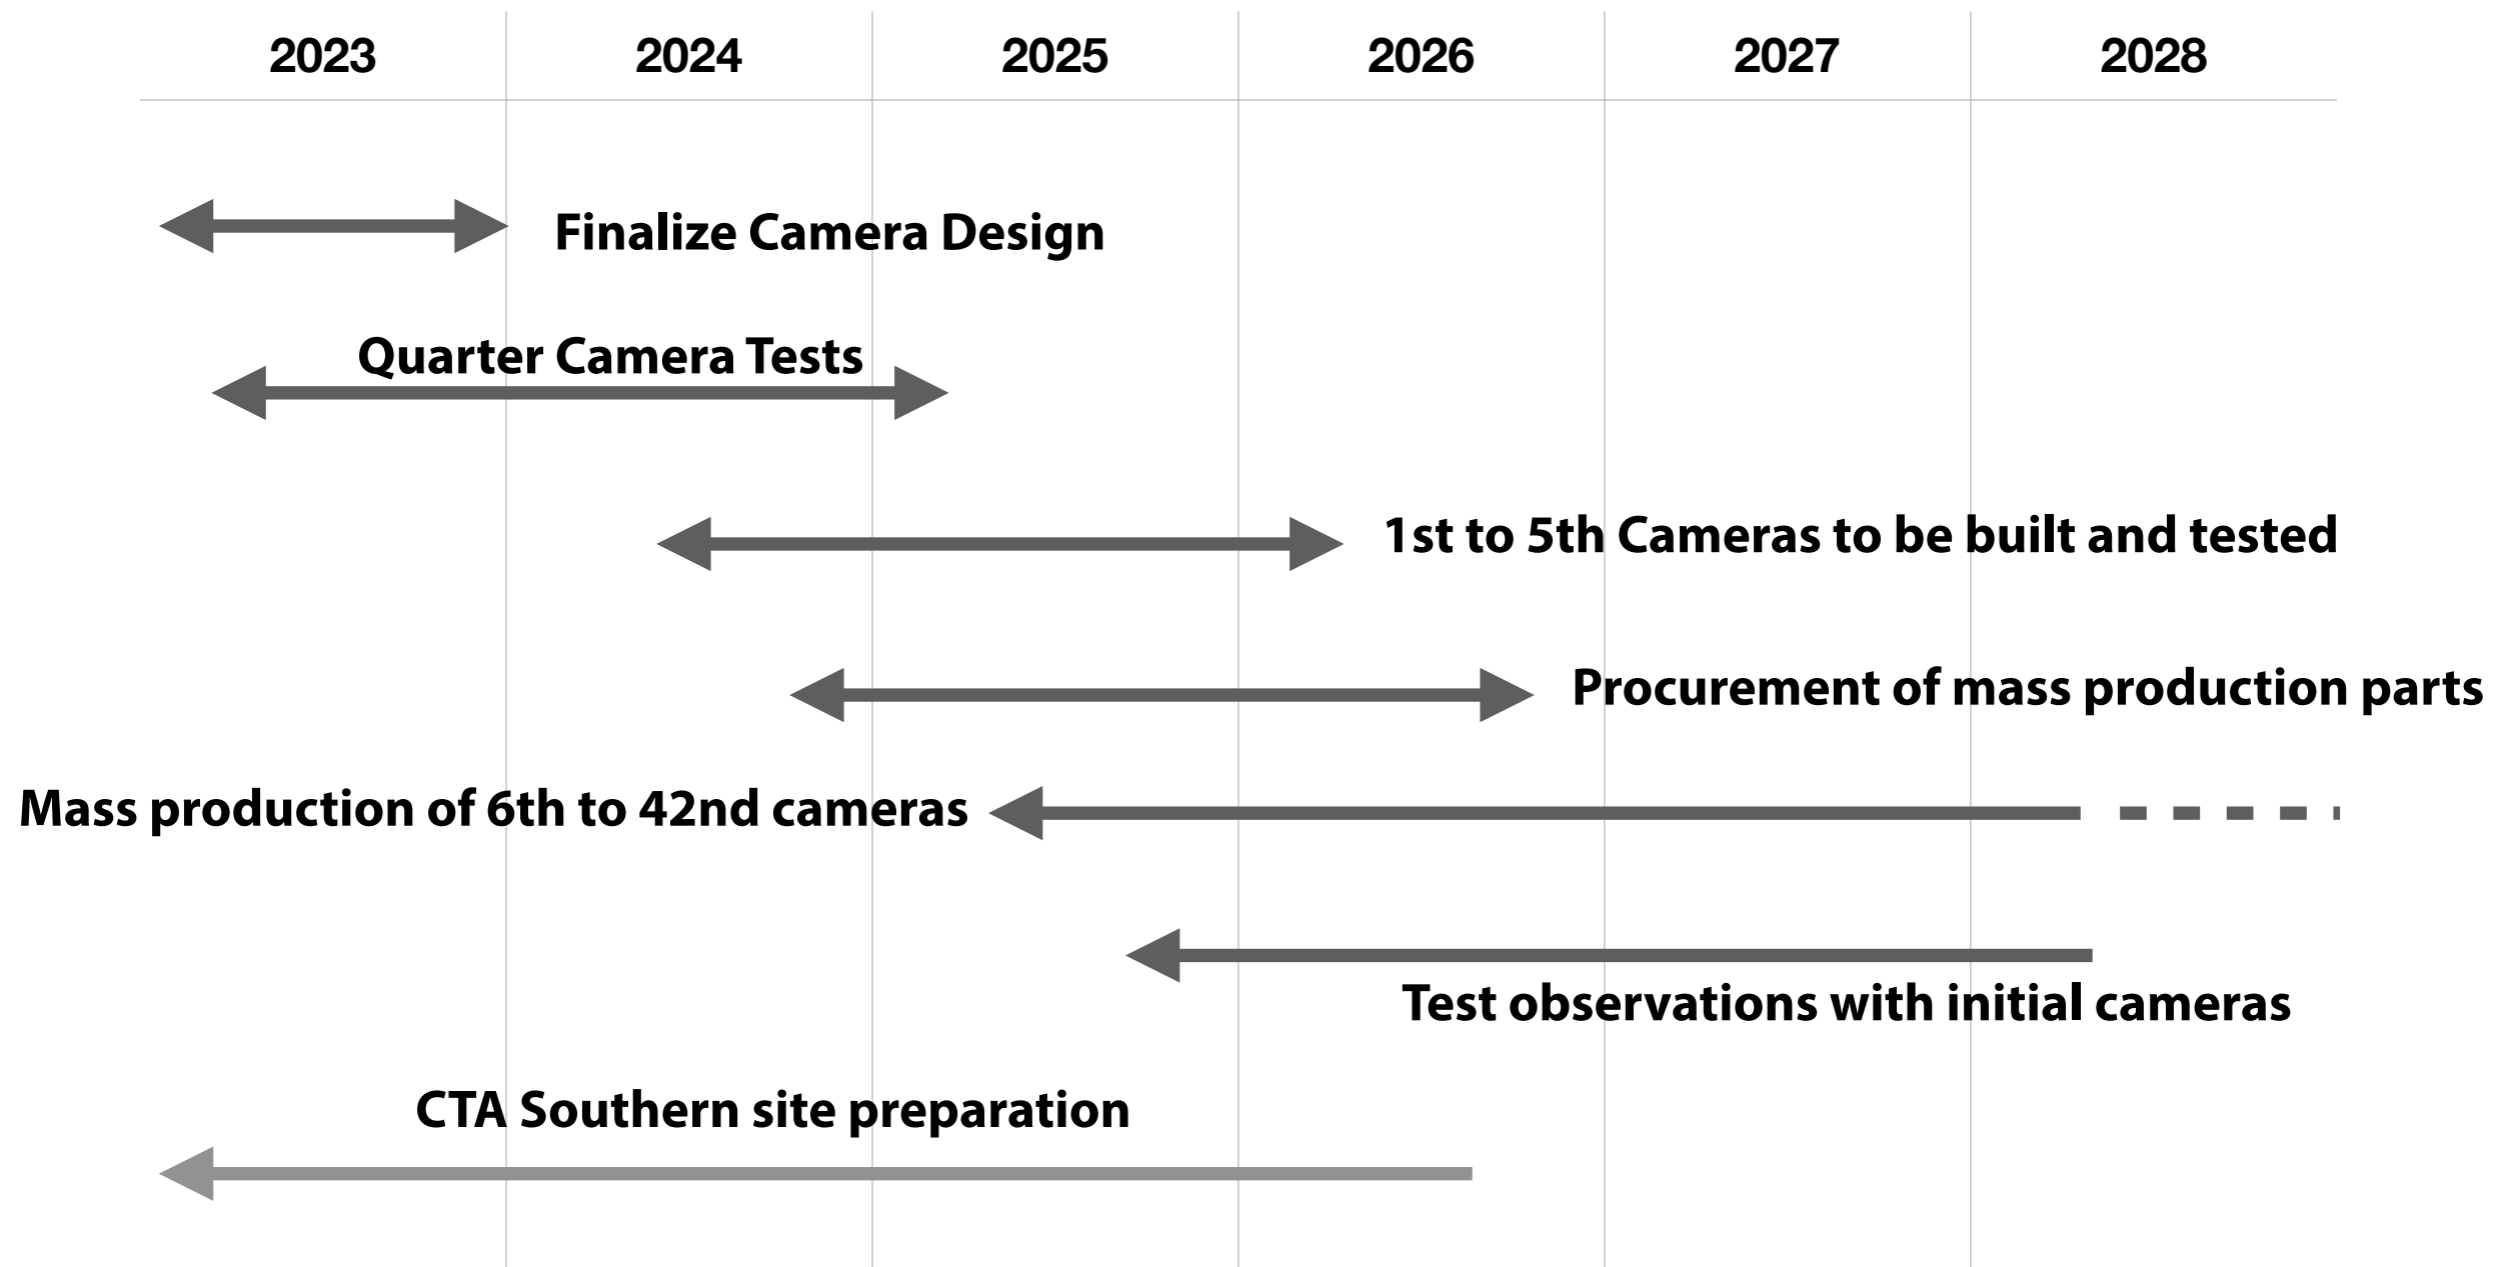 2023 2024 2025 2026 2027 2028
Finalize Camera Design
Quarter Camera Tests
1st to 5th Cameras to be built and tested
Procurement of mass production parts
Mass production of 6th to 42nd cameras
Test observations with initial cameras
CTA Southern site preparation